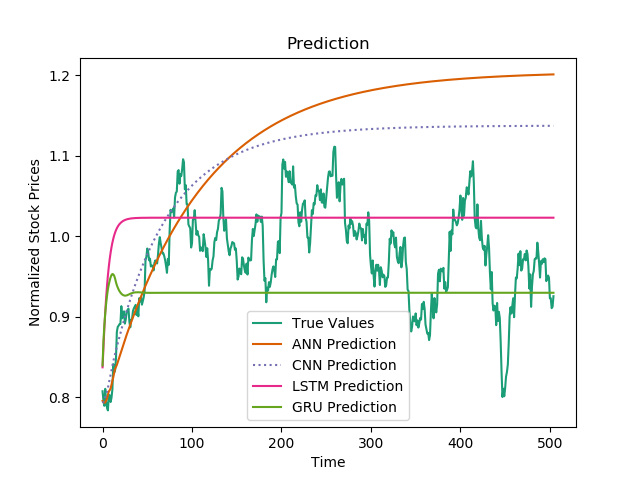 Prediction
Normalized Stock Prices
1.2
1.1
1.0
0.9
0.8
True Values
ANN Prediction
CNN Prediction
LSTM Prediction
GRU Prediction
0 100 200 300 400 500
Time